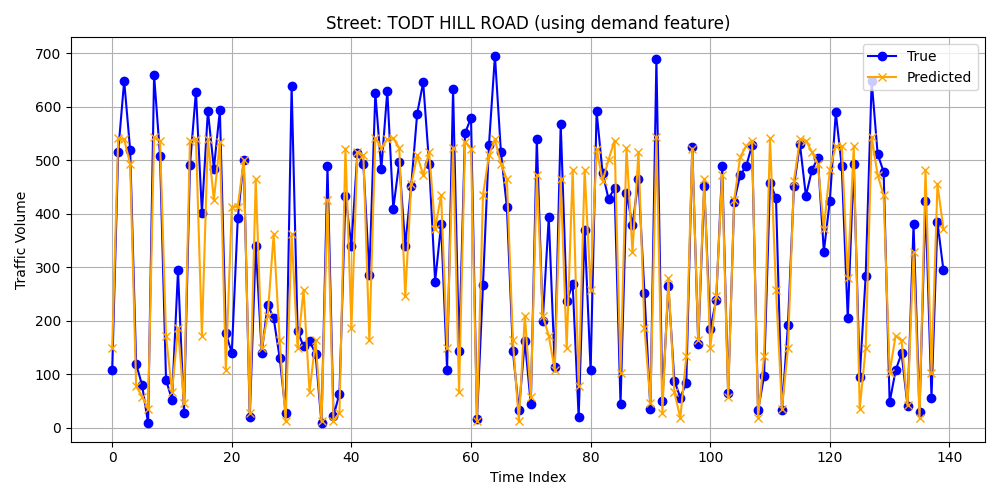 Street: TODT HILL ROAD (using demand feature)
True
Predicted
Traffic Volume
700
600
500
400
300
200
100
0
0 20 40 60 80 100 120 140
Time Index